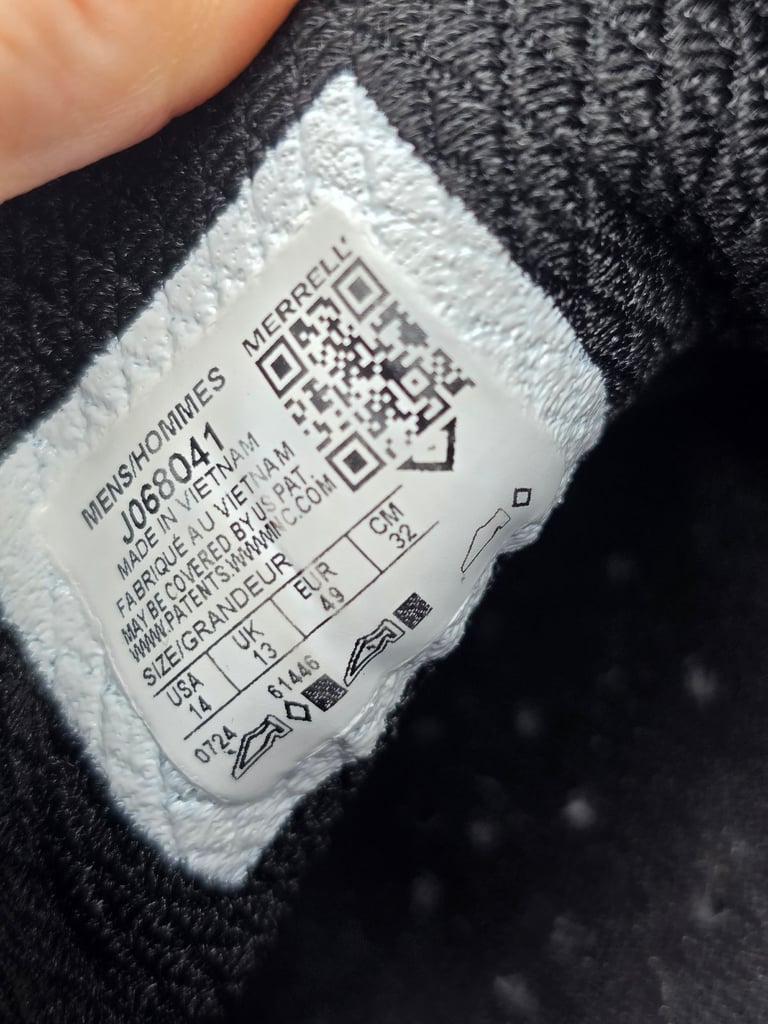 MERRELL
MENS/HOMMES
J068041
MADE IN VIETNAM
FABRIQUÉ AU VIETNAM
MAY BE COVERED BY US PAT.
WWW.PATENTS.WWWINC.COM
SIZE/GRANDEUR
USA UK EUR CM
14 13 49 32
0724 61446